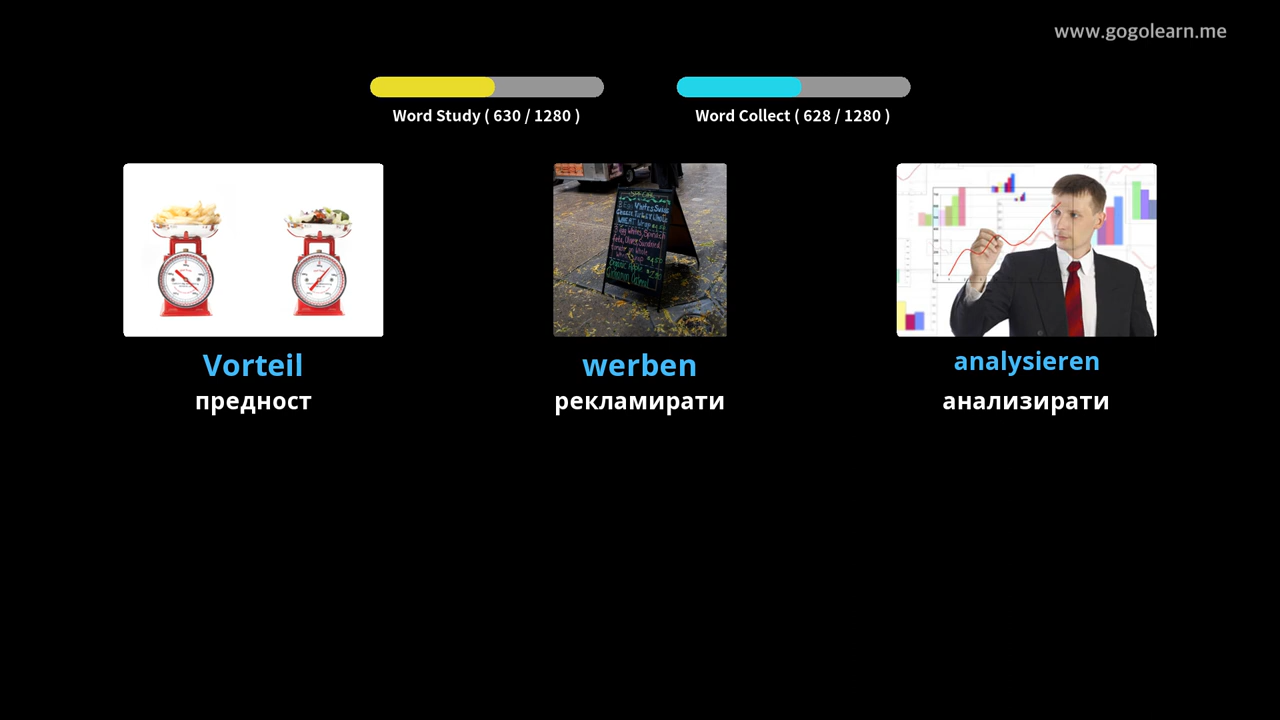 www.gogolearn.me
Word Study ( 630 / 1280 )
Word Collect ( 628 / 1280 )
Vorteil
предност
werben
рекламирати
analysieren
анализирати